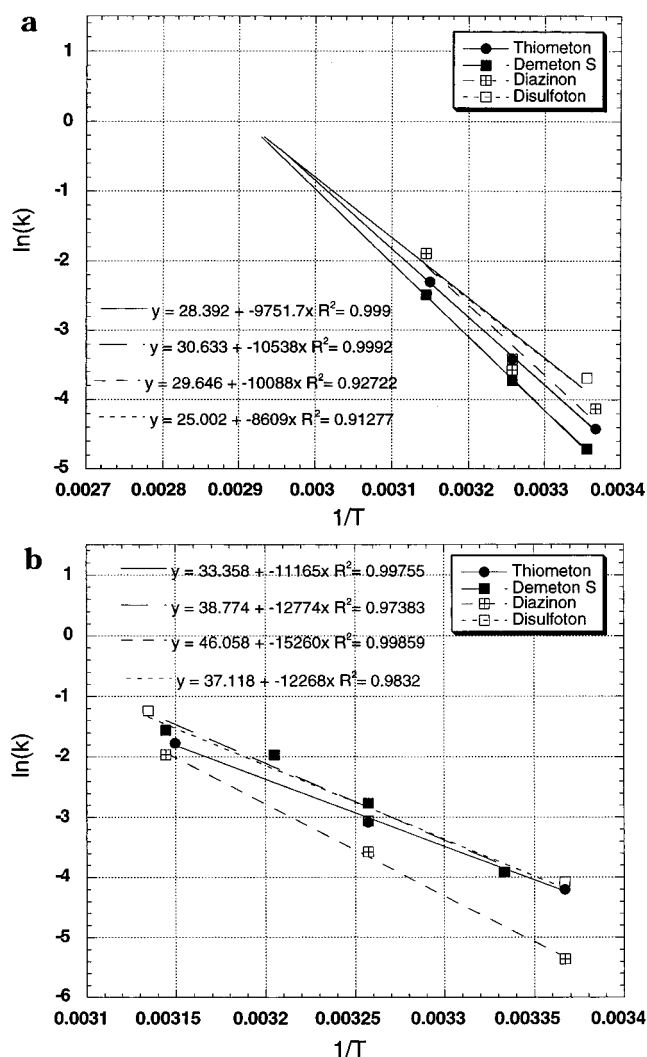 a
Thiometon
Demeton S
Diazinon
Disulfoton
1
0
-1
-2
-3
-4
-5
ln(k)
y = 28.392 + -9751.7x R²= 0.999
y = 30.633 + -10538x R²= 0.9992
y = 29.646 + -10088x R²= 0.92722
y = 25.002 + -8609x R²= 0.91277
0.0027 0.0028 0.0029 0.003 0.0031 0.0032 0.0033 0.0034
1/T
b
y = 33.358 + -11165x R²= 0.99755
y = 38.774 + -12774x R²= 0.97383
y = 46.058 + -15260x R²= 0.99859
y = 37.118 + -12268x R²= 0.9832
Thiometon
Demeton S
Diazinon
Disulfoton
1
0
-1
-2
-3
-4
-5
-6
ln(k)
0.0031 0.00315 0.0032 0.00325 0.0033 0.00335 0.0034
1/T